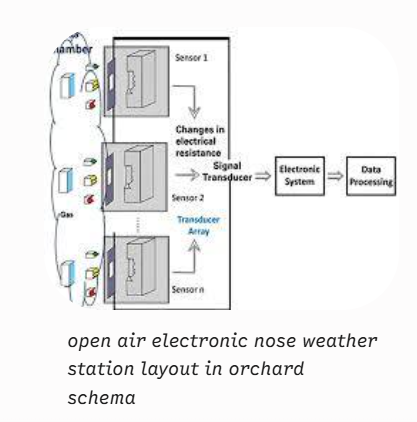 Sensor 1
Changes in
electrical
resistance
Signal
Transducer
Electronic
System
Data
Processing
Sensor 2
Transducer
Array
Gas
Sensor n
open air electronic nose weather
station layout in orchard
schema